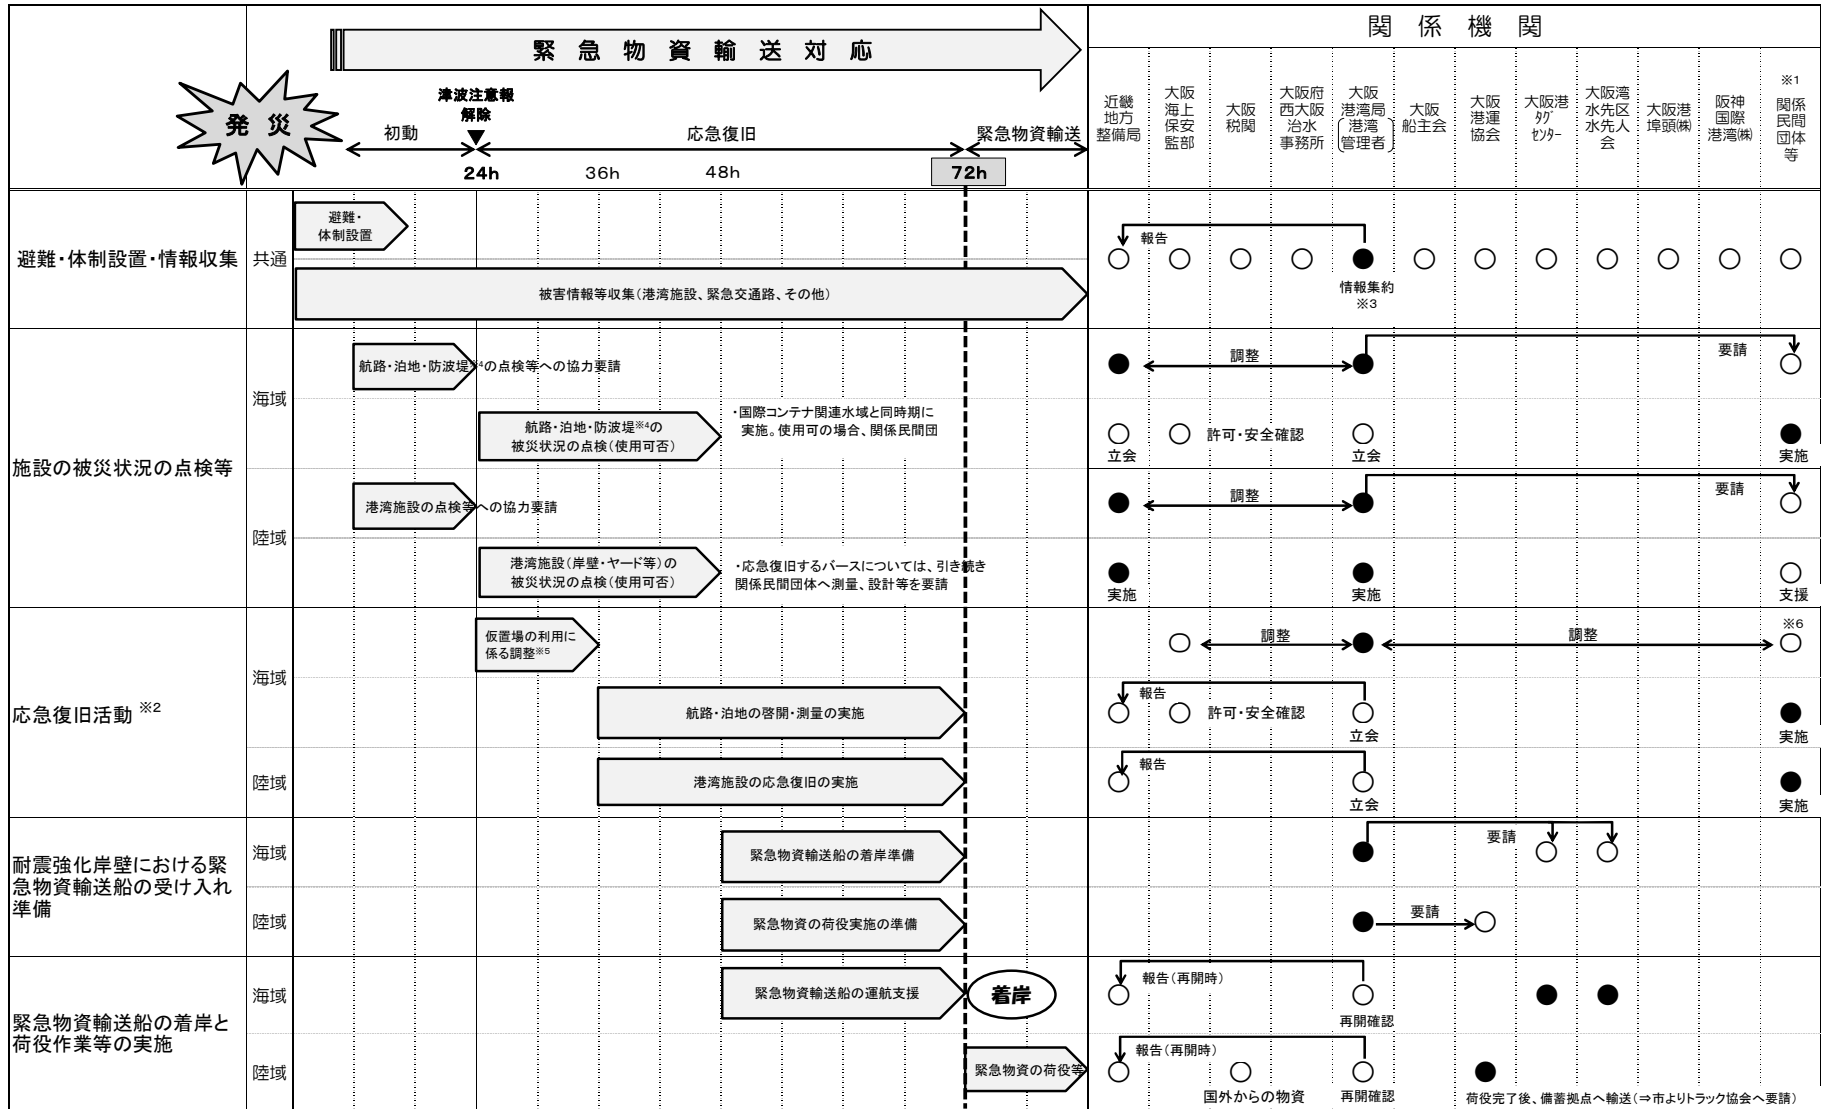 緊急物資輸送対応
関係機関
発災
津波注意報
解除
初動
応急復旧
緊急物資輸送
24h
36h
48h
72h
近畿
地方
整備局
大阪
海上
保安
監部
大阪
税関
大阪府
西大阪
治水
事務所
大阪
港湾局
港湾
管理者
大阪
船主会
大阪
港運
協会
大阪港
タグ
センター
大阪湾
水先区
水先人
会
大阪港
埠頭㈱
阪神
国際
港湾㈱
※1
関係
民間
団体
等
避難・体制設置・情報収集
共通
避難・
体制設置
被害情報等収集(港湾施設、緊急交通路、その他)
報告
情報集約
※3
施設の被災状況の点検等
海域
航路・泊地・防波堤※4の点検等への協力要請
調整
要請
航路・泊地・防波堤※4の
被災状況の点検(使用可否)
・国際コンテナ関連水域と同時期に
実施。使用可の場合、関係民間団
立会
許可・安全確認
立会
実施
陸域
港湾施設の点検等への協力要請
調整
要請
港湾施設(岸壁・ヤード等)の
被災状況の点検(使用可否)
・応急復旧するバースについては、引き続き
関係民間団体へ測量、設計等を要請
実施
実施
支援
応急復旧活動 ※2
海域
仮置場の利用に
係る調整※5
調整
調整
※6
航路・泊地の啓開・測量の実施
報告
許可・安全確認
立会
実施
陸域
港湾施設の応急復旧の実施
報告
立会
実施
耐震強化岸壁における緊
急物資輸送船の受け入れ
準備
海域
緊急物資輸送船の着岸準備
要請
陸域
緊急物資の荷役実施の準備
要請
緊急物資輸送船の着岸と
荷役作業等の実施
海域
緊急物資輸送船の運航支援
着岸
報告(再開時)
再開確認
陸域
緊急物資の荷役等
報告(再開時)
国外からの物資
再開確認
荷役完了後、備蓄拠点へ輸送(⇒市よりトラック協会へ要請)